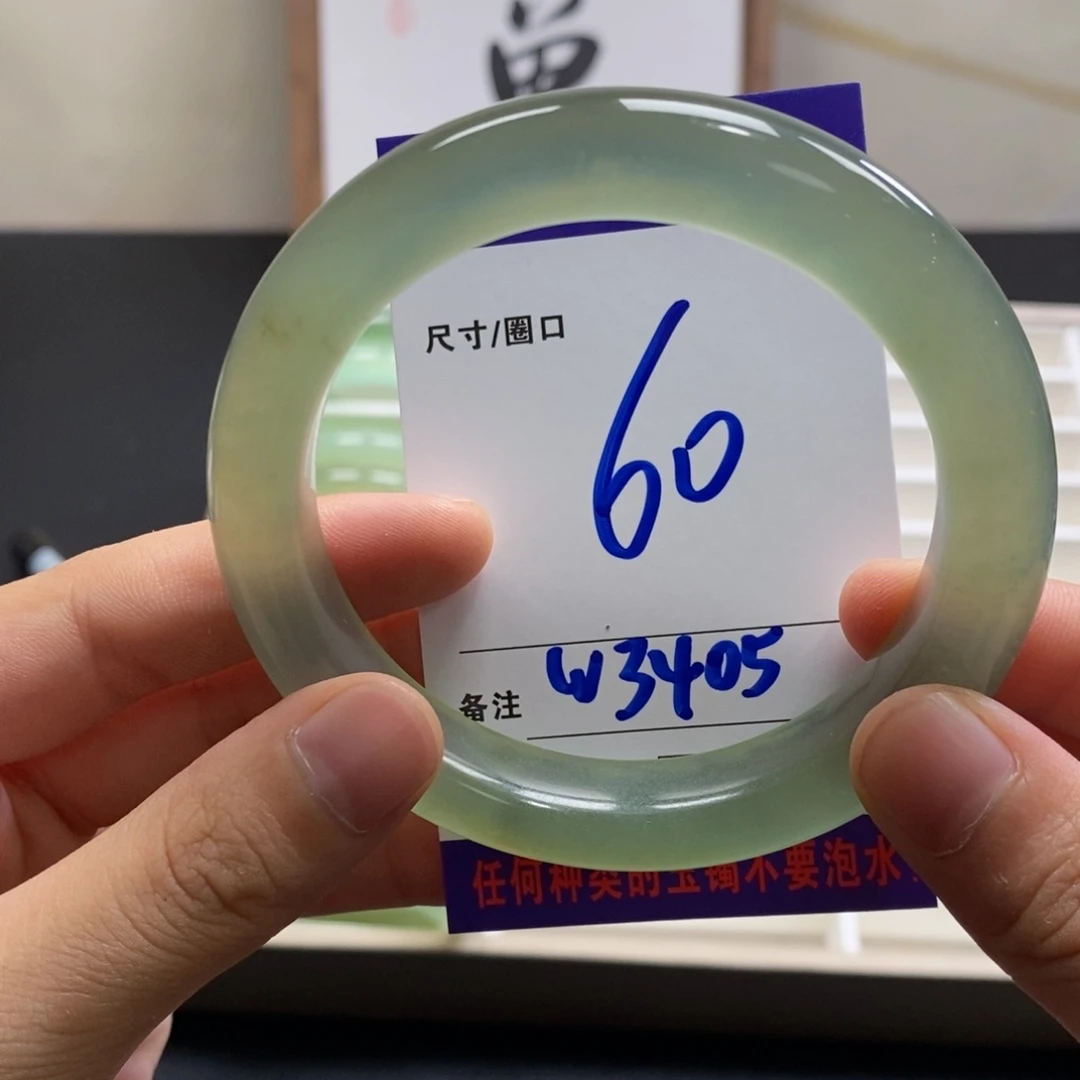 尺寸/圈口
60
备注 W3405
任何种类的玉镯不要泡水